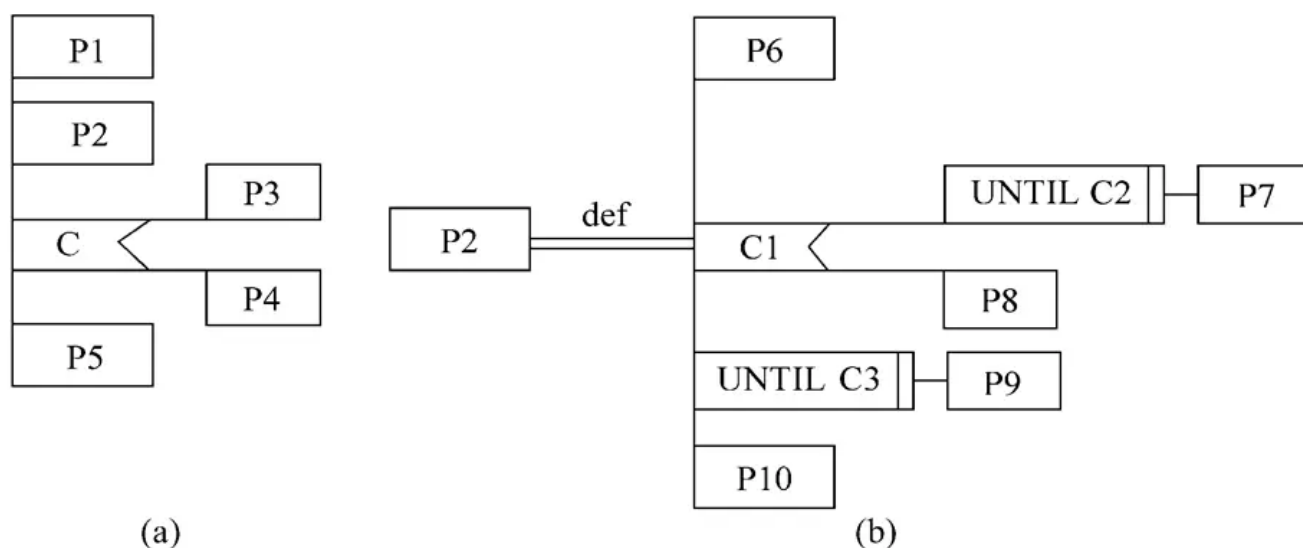 P1
P2
P3
C
P4
P5
(a)
P6
UNTIL C2
P7
def
P2
C1
P8
UNTIL C3
P9
P10
(b)